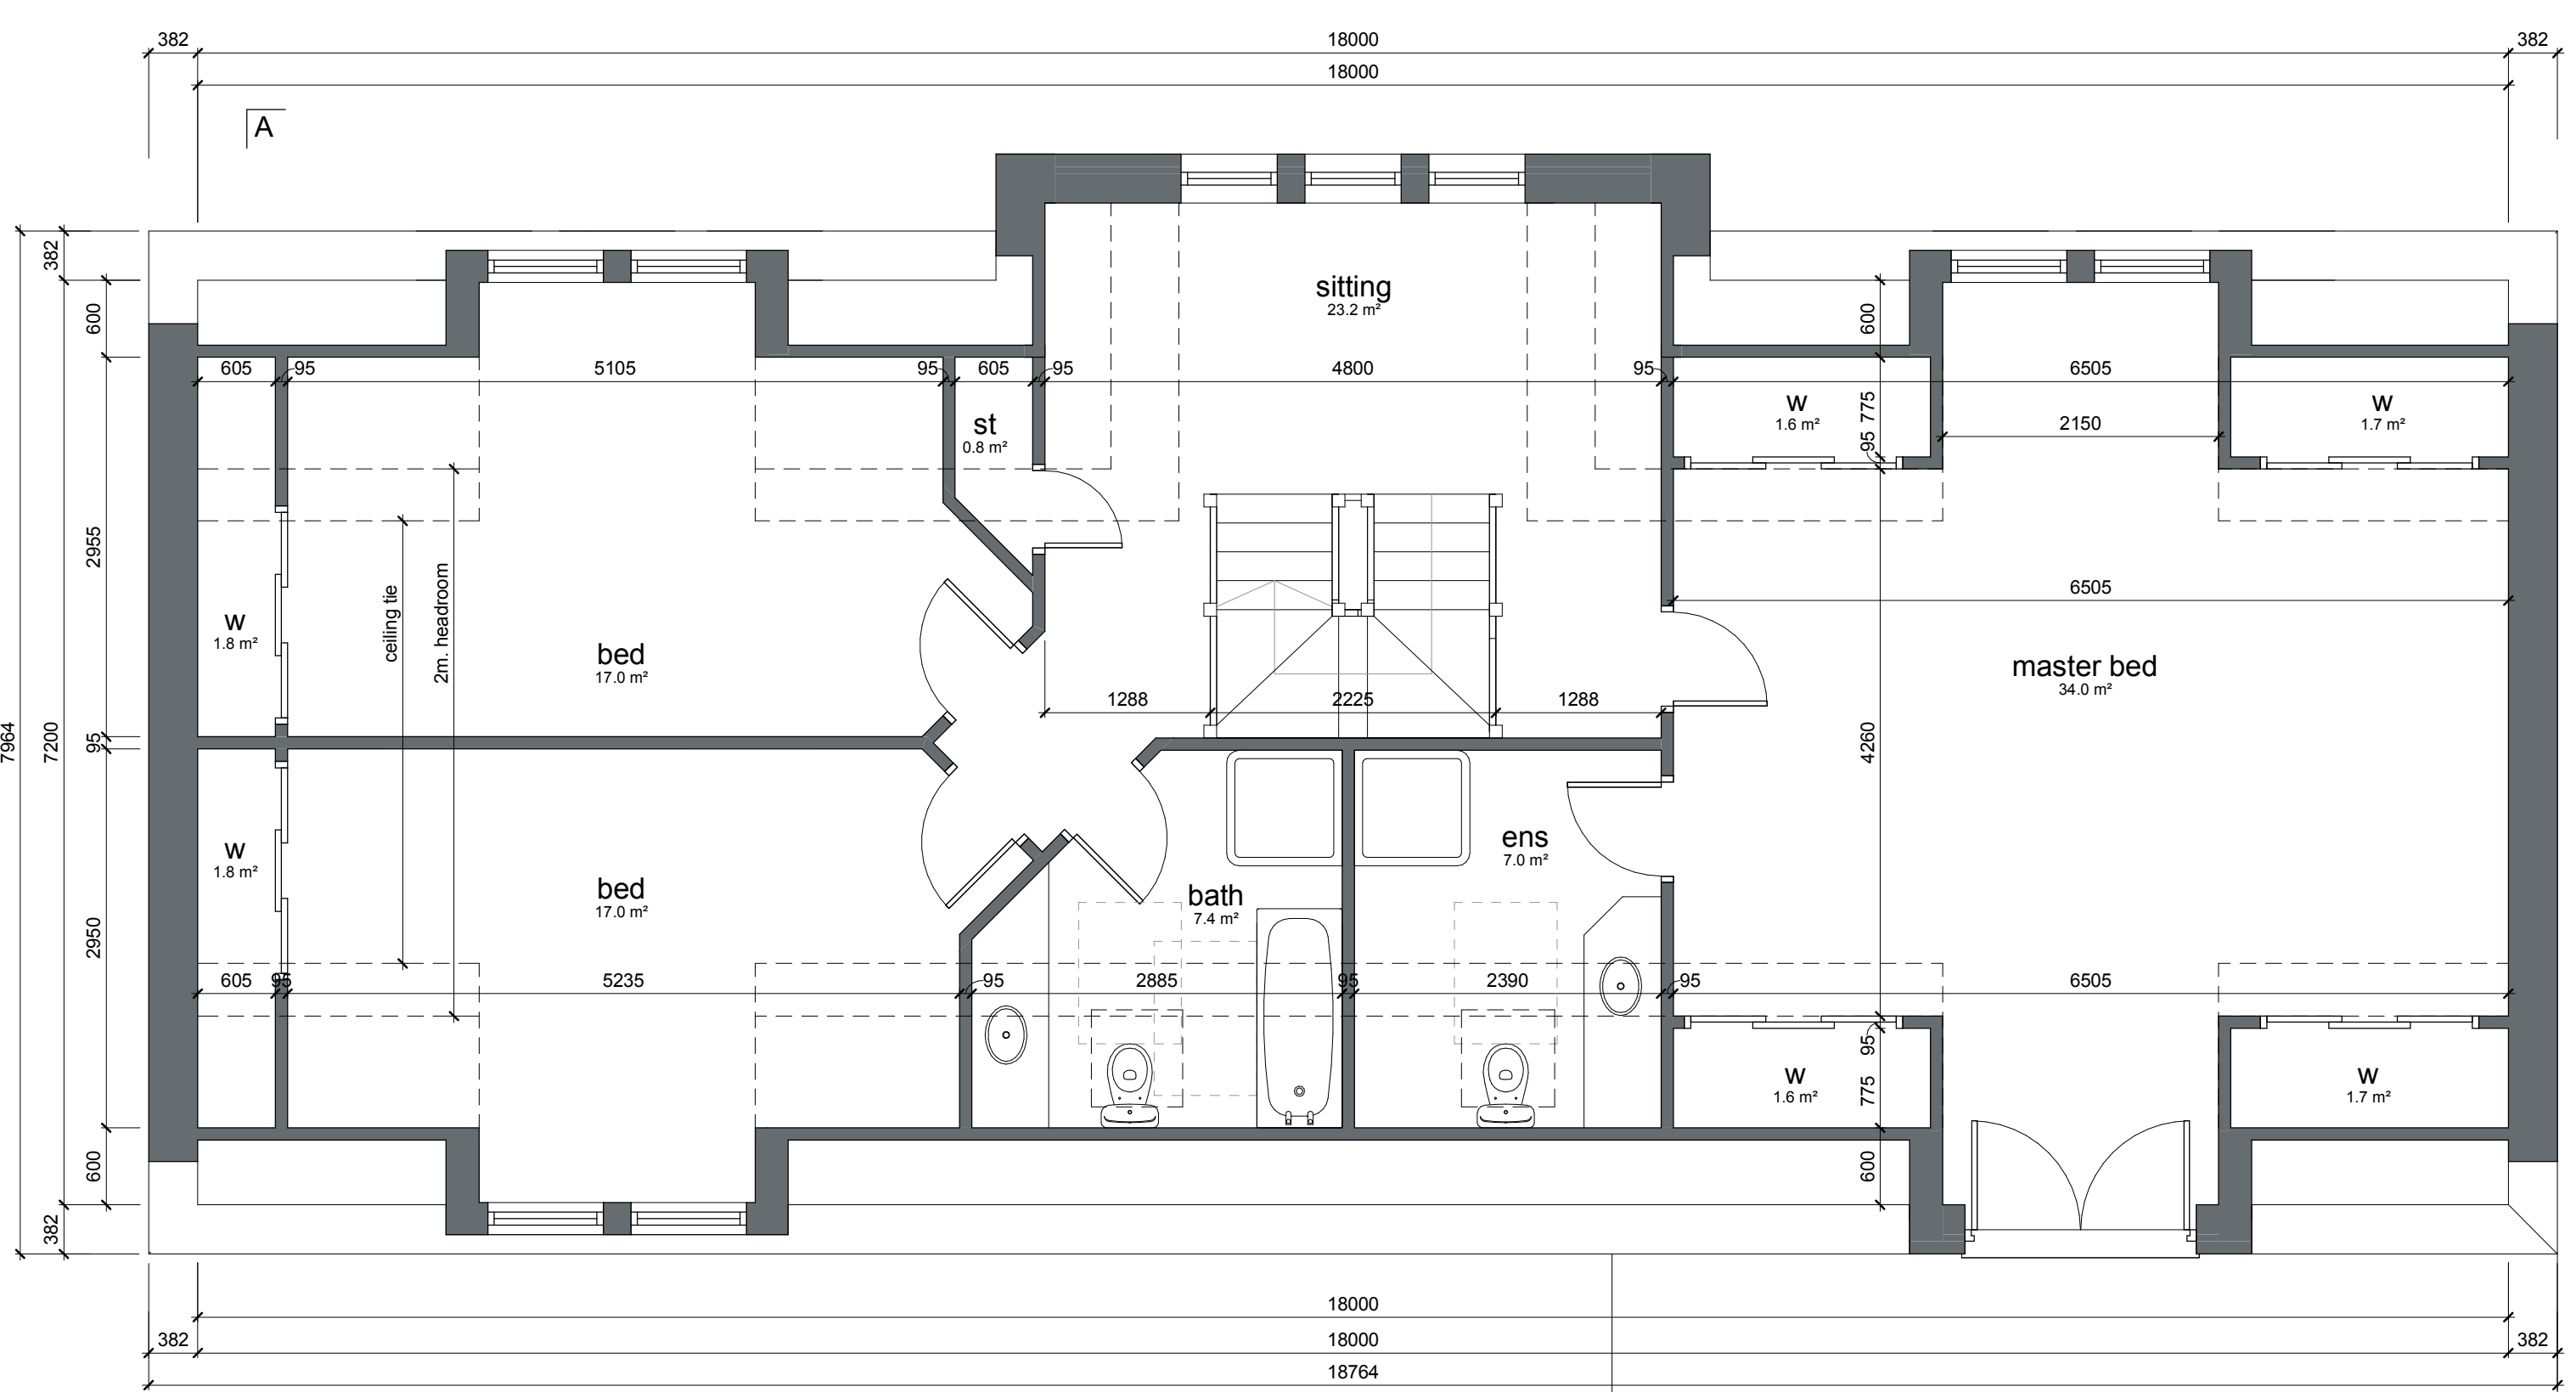 382 18000 382
18000
A
382
600
sitting
23.2 m²
600
605 95 5105 95 605 95 4800 95 6505
w
1.6 m²
775
w
1.7 m²
st
0.8 m²
2150
95
2955
ceiling tie
2m. headroom
6505
w
1.8 m²
bed
17.0 m²
master bed
34.0 m²
1288 2225 1288
7964
7200
95
4260
w
1.8 m²
bed
17.0 m²
bath
7.4 m²
ens
7.0 m²
2950
605 95 5235 95 2885 95 2390 95 6505
95
w
1.6 m²
775
w
1.7 m²
600
600
382
18000
382 18000 382
18764